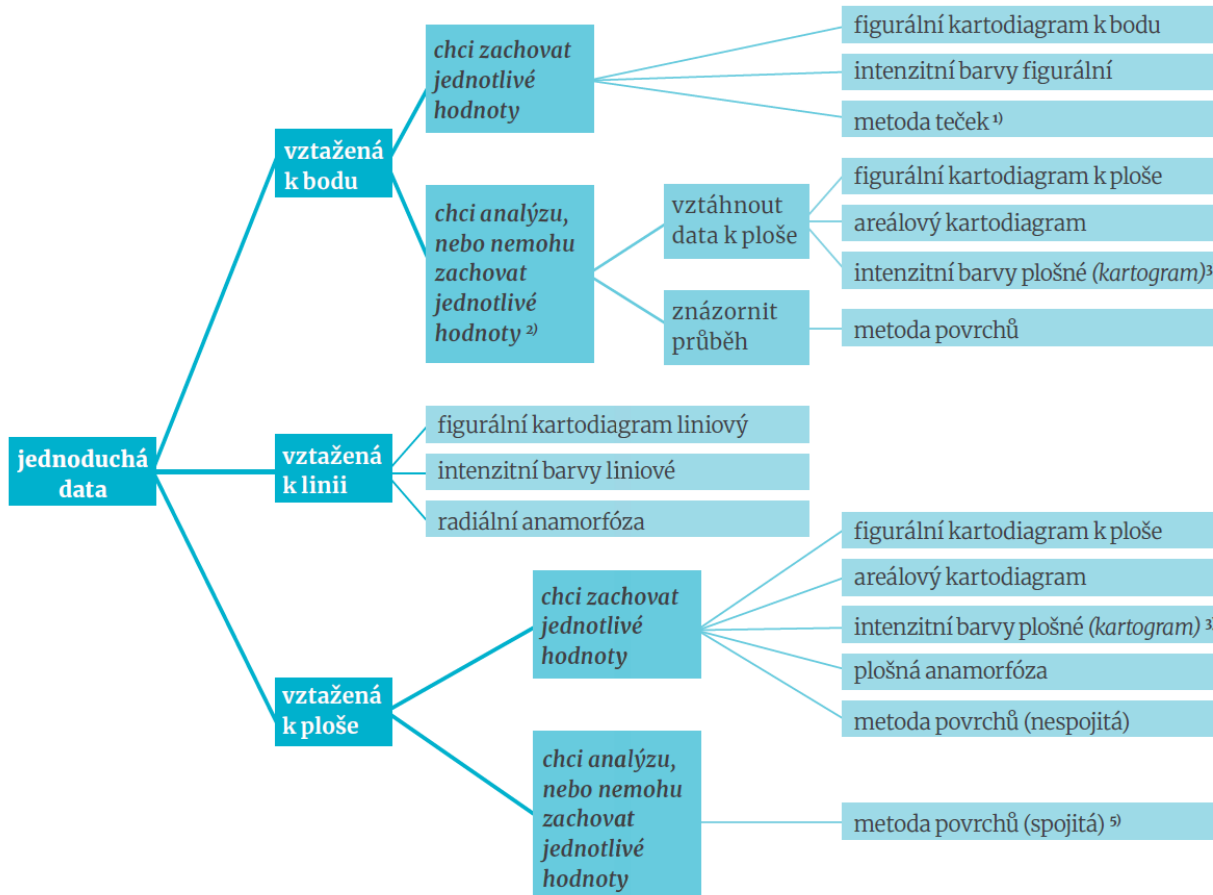 jednoduchá
data
vztažená
k bodu
chci zachovat
jednotlivé
hodnoty
figurální kartodiagram k bodu
intenzitní barvy figurální
metoda teček ¹⁾
chci analýzu,
nebo nemohu
zachovat
jednotlivé
hodnoty ²⁾
vztáhnout
data k ploše
figurální kartodiagram k ploše
areálový kartodiagram
intenzitní barvy plošné (kartogram)³
znázornit
průběh
metoda povrchů
vztažená
k linii
figurální kartodiagram liniový
intenzitní barvy liniové
radiální anamorfóza
vztažená
k ploše
chci zachovat
jednotlivé
hodnoty
figurální kartodiagram k ploše
areálový kartodiagram
intenzitní barvy plošné (kartogram) ³⁾
plošná anamorfóza
metoda povrchů (nespojitá)
chci analýzu,
nebo nemohu
zachovat
jednotlivé
hodnoty
metoda povrchů (spojitá) ⁵⁾